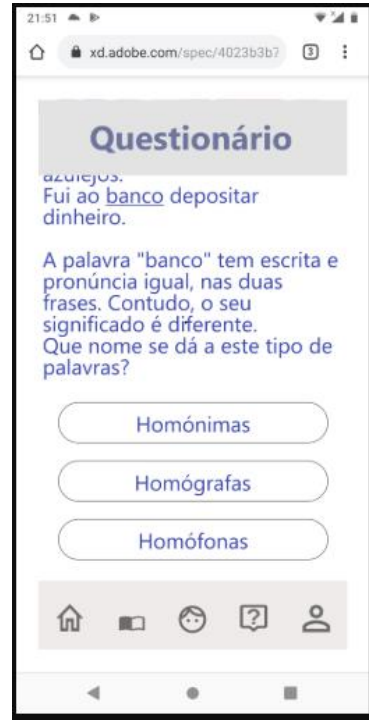 21:51
xd.adobe.com/spec/4023b3b7
3
Questionário
azulejos.
Fui ao banco depositar
dinheiro.
A palavra "banco" tem escrita e
pronúncia igual, nas duas
frases. Contudo, o seu
significado é diferente.
Que nome se dá a este tipo de
palavras?
Homónimas
Homógrafas
Homófonas
?